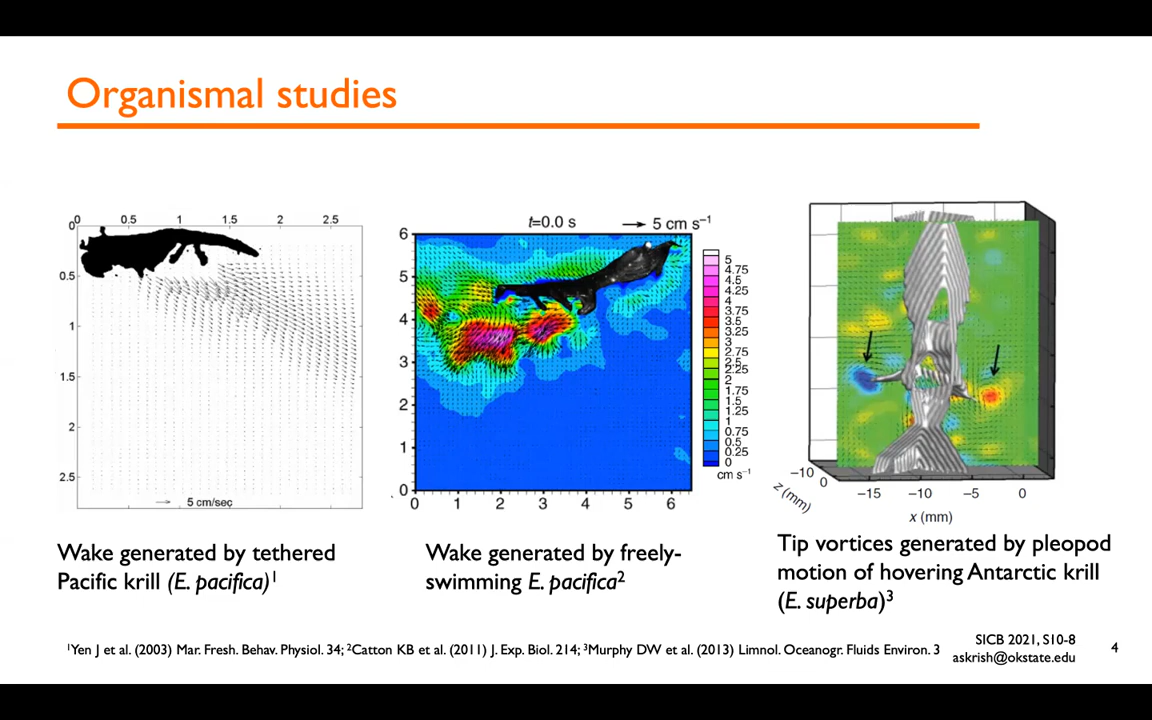 Organismal studies
0 0.5 1 1.5 2 2.5
0
0.5
1
1.5
2
2.5
5 cm/sec
Wake generated by tethered
Pacific krill (E. pacifica)1
t=0.0 s 5 cm s−1
6
5
4
3
2
1
0
0 1 2 3 4 5 6
5
4.75
4.5
4.25
4
3.75
3.5
3.25
3
2.75
2.5
2.25
2
1.75
1.5
1.25
1
0.75
0.5
0.25
0
cm s−1
Wake generated by freely-
swimming E. pacifica2
−10
0
z (mm)
−15 −10 −5 0
x (mm)
Tip vortices generated by pleopod
motion of hovering Antarctic krill
(E. superba)3
1Yen J et al. (2003) Mar. Fresh. Behav. Physiol. 34; 2Catton KB et al. (2011) J. Exp. Biol. 214; 3Murphy DW et al. (2013) Limnol. Oceanogr. Fluids Environ. 3
SICB 2021, S10-8
askrish@okstate.edu
4